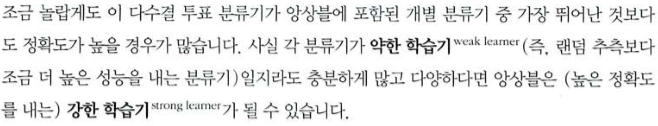 조금 놀랍게도 이 다수결 투표 분류기가 앙상블에 포함된 개별 분류기 중 가장 뛰어난 것보다
도 정확도가 높을 경우가 많습니다. 사실 각 분류기가 약한 학습기weak learner(즉, 랜덤 추측보다
조금 더 높은 성능을 내는 분류기)일지라도 충분하게 많고 다양하다면 앙상블은 (높은 정확도
를 내는) 강한 학습기strong learner가 될 수 있습니다.